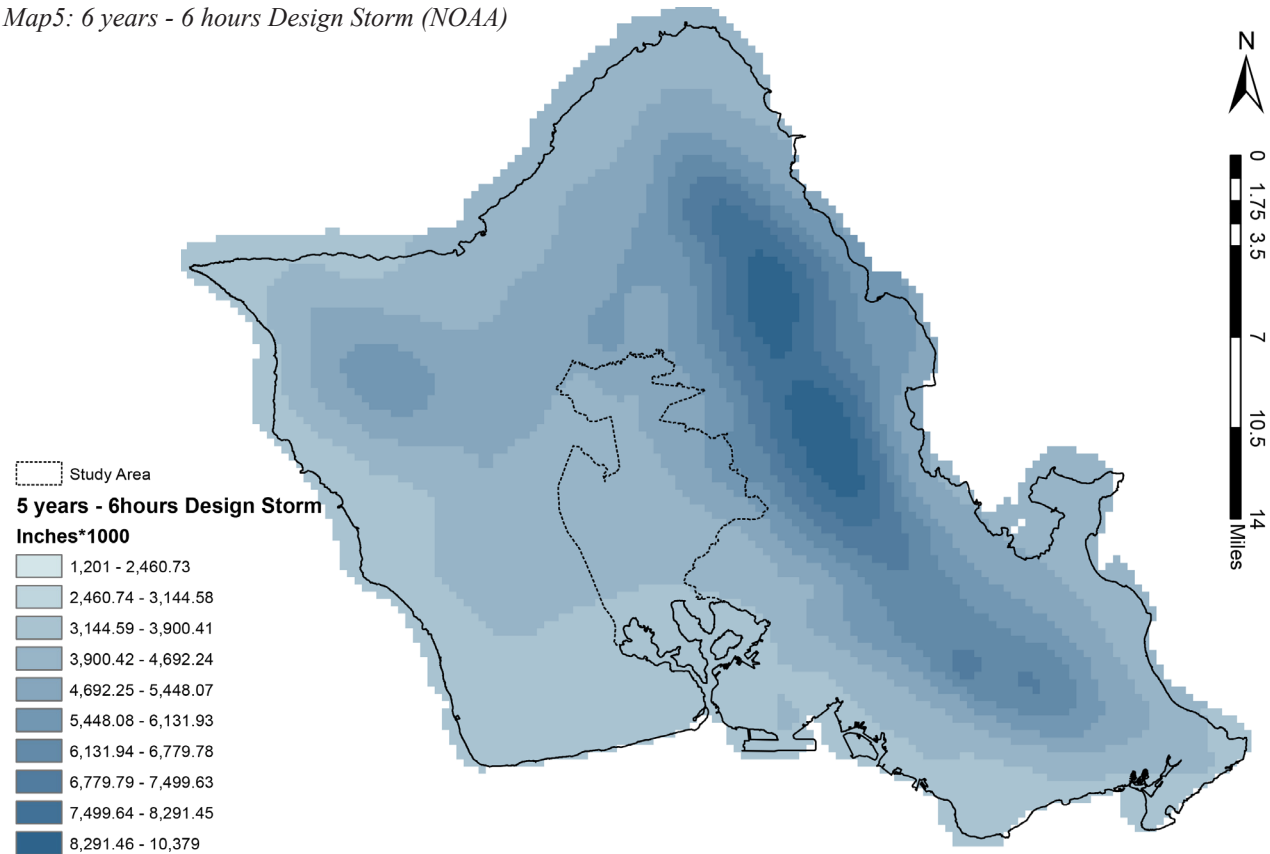 Map5: 6 years - 6 hours Design Storm (NOAA)
N
0
1.75
3.5
7
10.5
14
Miles
Study Area
5 years - 6hours Design Storm
Inches*1000
1,201 - 2,460.73
2,460.74 - 3,144.58
3,144.59 - 3,900.41
3,900.42 - 4,692.24
4,692.25 - 5,448.07
5,448.08 - 6,131.93
6,131.94 - 6,779.78
6,779.79 - 7,499.63
7,499.64 - 8,291.45
8,291.46 - 10,379